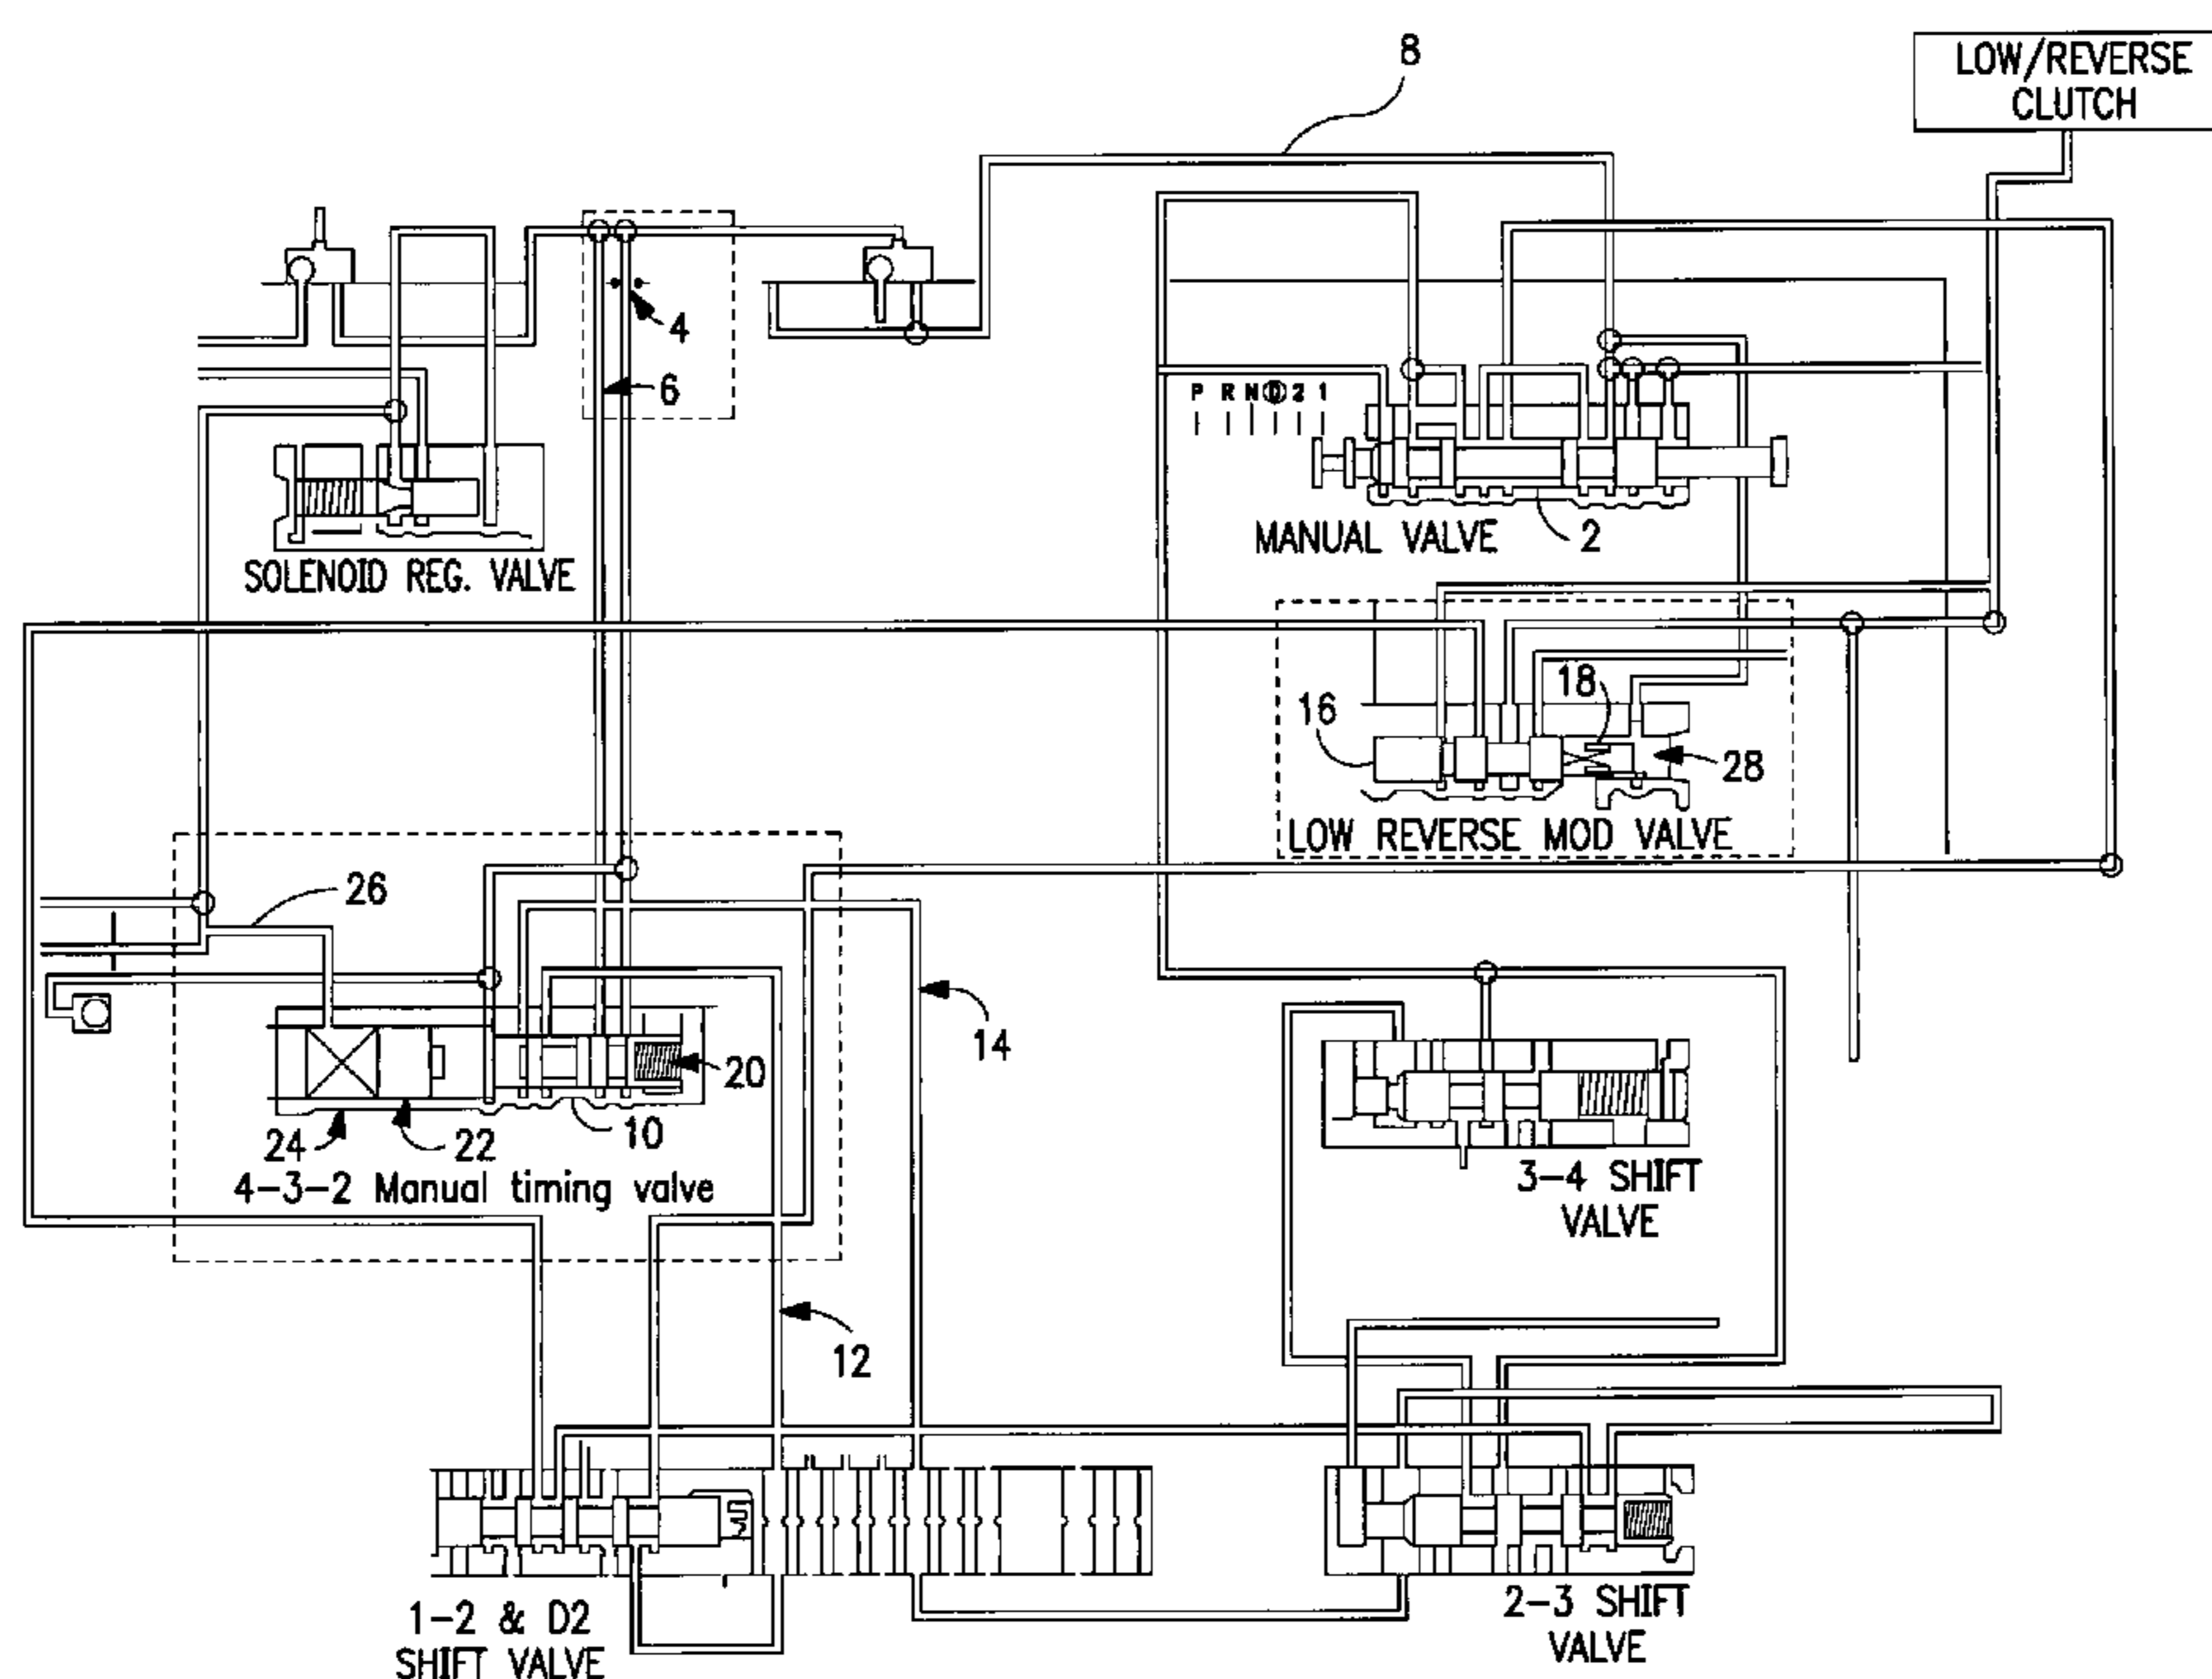 8
LOW/REVERSE
CLUTCH
4
6
P R N D 2 1
SOLENOID REG. VALVE
MANUAL VALVE
2
16
18
28
LOW REVERSE MOD VALVE
26
14
20
24
22
10
4-3-2 Manual timing valve
3-4 SHIFT
VALVE
12
1-2 & D2
SHIFT VALVE
2-3 SHIFT
VALVE